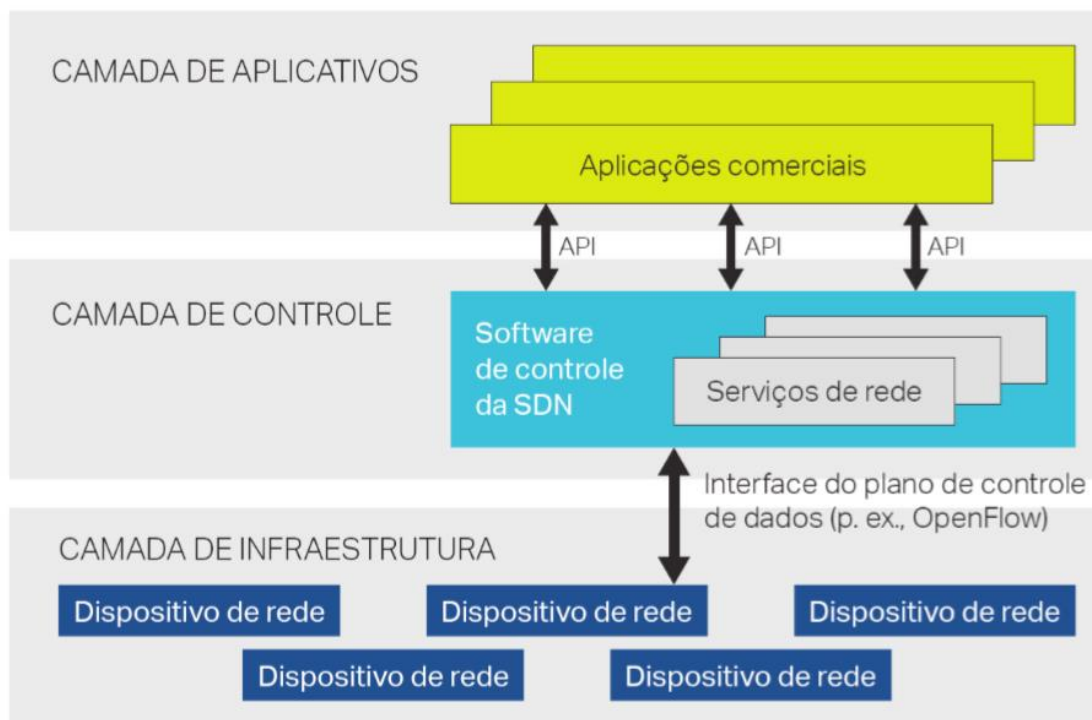 CAMADA DE APLICATIVOS
Aplicações comerciais
API
API
API
CAMADA DE CONTROLE
Software
de controle
da SDN
Serviços de rede
Interface do plano de controle
de dados (p. ex., OpenFlow)
CAMADA DE INFRAESTRUTURA
Dispositivo de rede
Dispositivo de rede
Dispositivo de rede
Dispositivo de rede
Dispositivo de rede